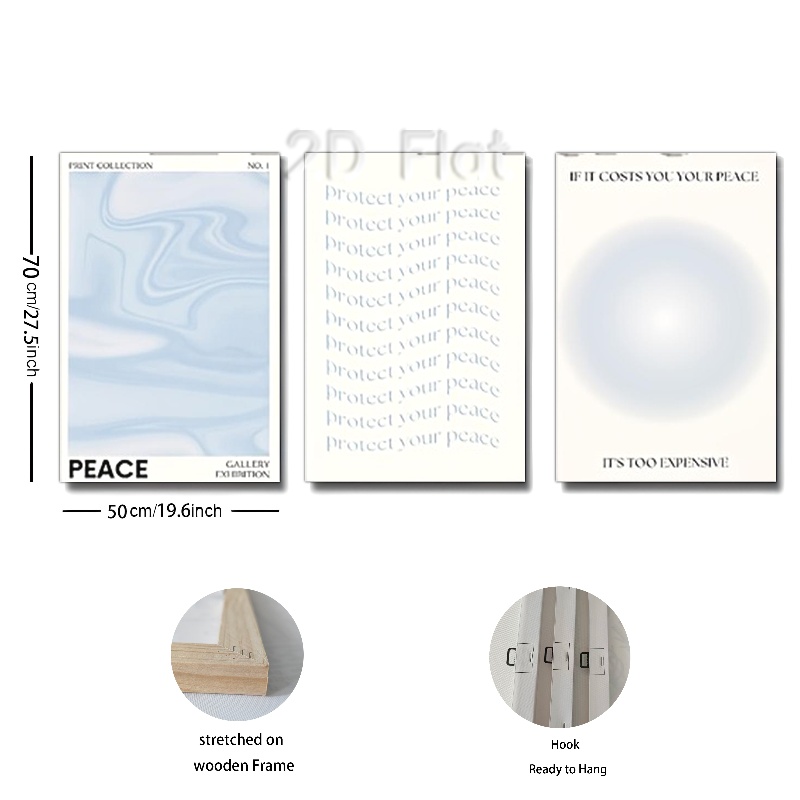 2D Flat
PRINT COLLECTION NO. 1
PEACE
GALLERY
EXHIBITION
protect your peace
protect your peace
protect your peace
protect your peace
protect your peace
protect your peace
protect your peace
protect your peace
protect your peace
protect your peace
protect your peace
IF IT COSTS YOU YOUR PEACE
IT'S TOO EXPENSIVE
70 cm/27.5inch
50cm/19.6inch
stretched on
wooden Frame
Hook
Ready to Hang